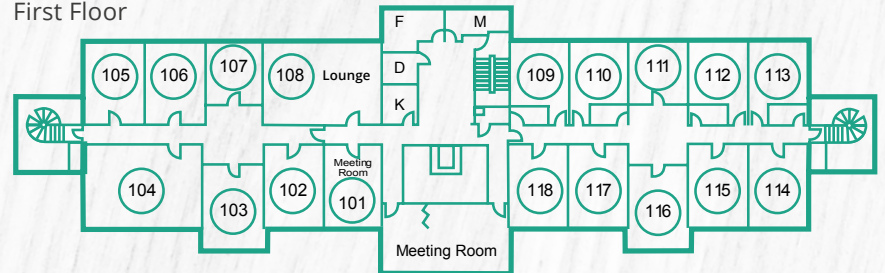 First Floor
F
M
105
106
107
108
Lounge
D
K
109
110
111
112
113
104
103
102
Meeting
Room
101
118
117
116
115
114
Meeting Room